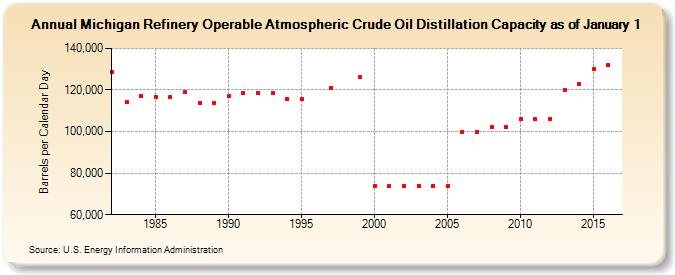 Annual Michigan Refinery Operable Atmospheric Crude Oil Distillation Capacity as of January 1
Barrels per Calendar Day
140,000
120,000
100,000
80,000
60,000
1985 1990 1995 2000 2005 2010 2015
Source: U.S. Energy Information Administration